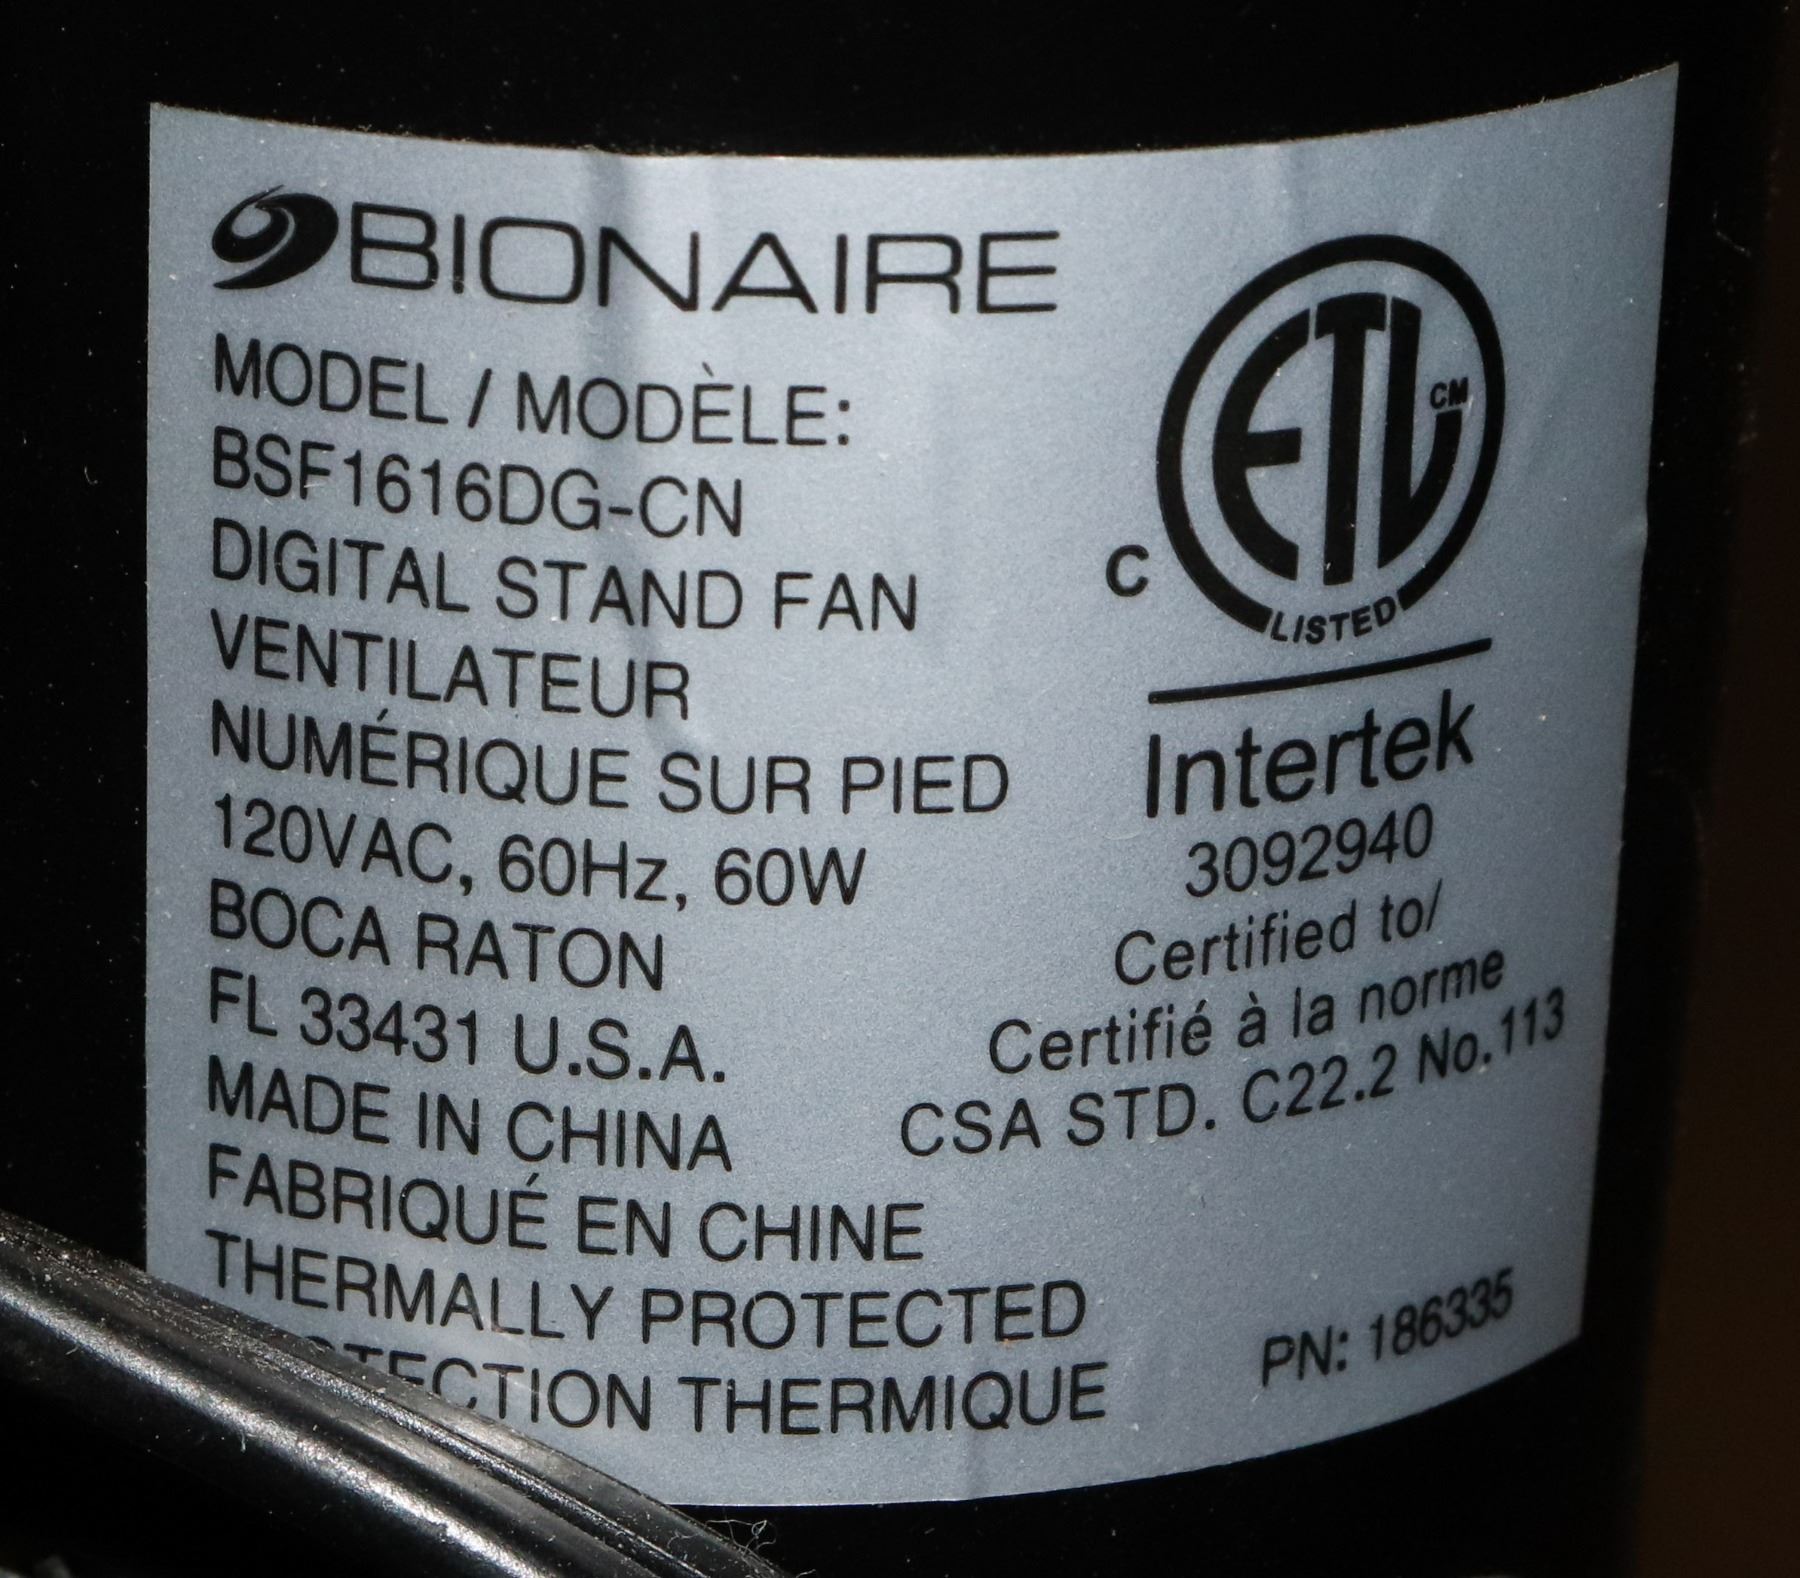 BIONAIRE
MODEL / MODÈLE:
BSF1616DG-CN
DIGITAL STAND FAN
VENTILATEUR
NUMÉRIQUE SUR PIED
120VAC, 60Hz, 60W
BOCA RATON
FL 33431 U.S.A.
MADE IN CHINA
FABRIQUÉ EN CHINE
THERMALLY PROTECTED
THERMIQUE
ETL CM
C
LISTED
Intertek
3092940
Certified to/
Certifié à la norme
CSA STD. C22.2 No.113
PN: 186335